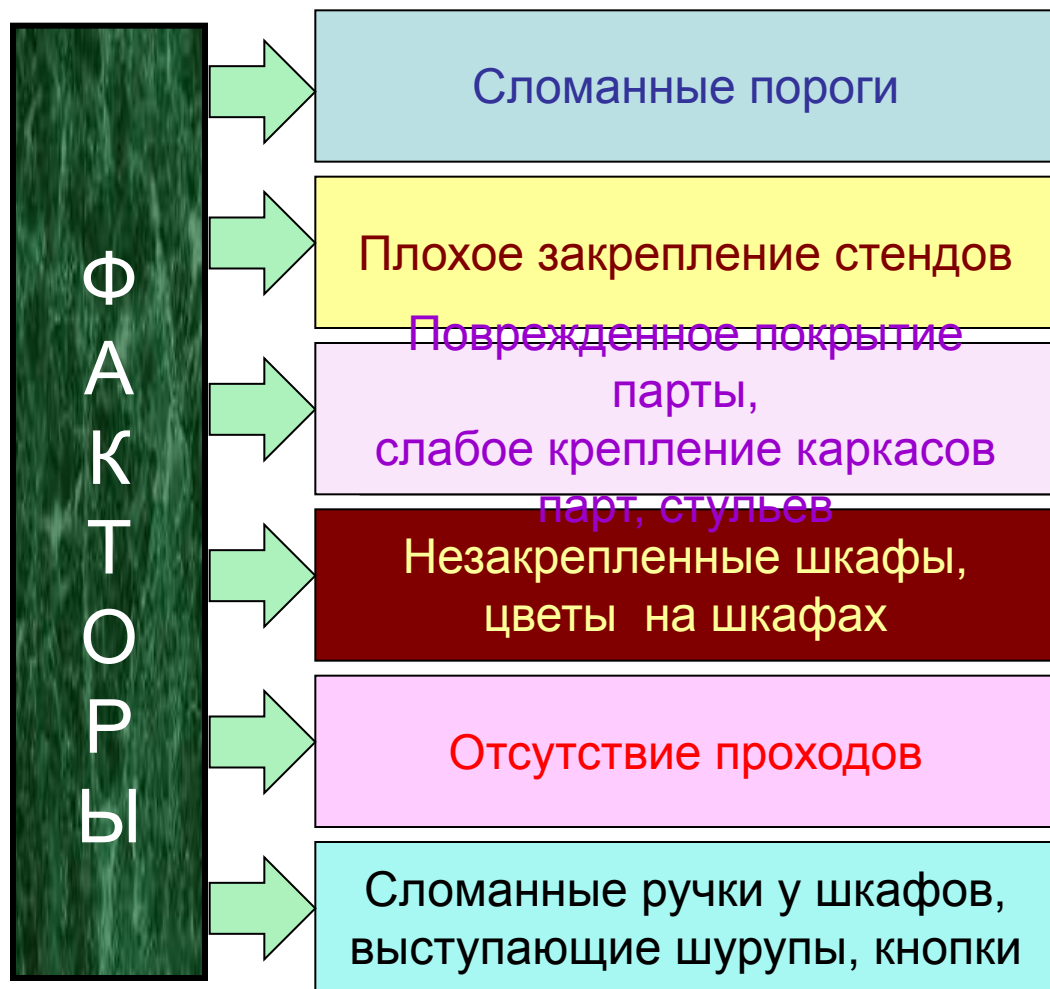 ФАКТОРЫ
Сломанные пороги
Плохое закрепление стендов
Поврежденное покрытие
парты,
слабое крепление каркасов
парт, стульев
Незакрепленные шкафы,
цветы на шкафах
Отсутствие проходов
Сломанные ручки у шкафов,
выступающие шурупы, кнопки